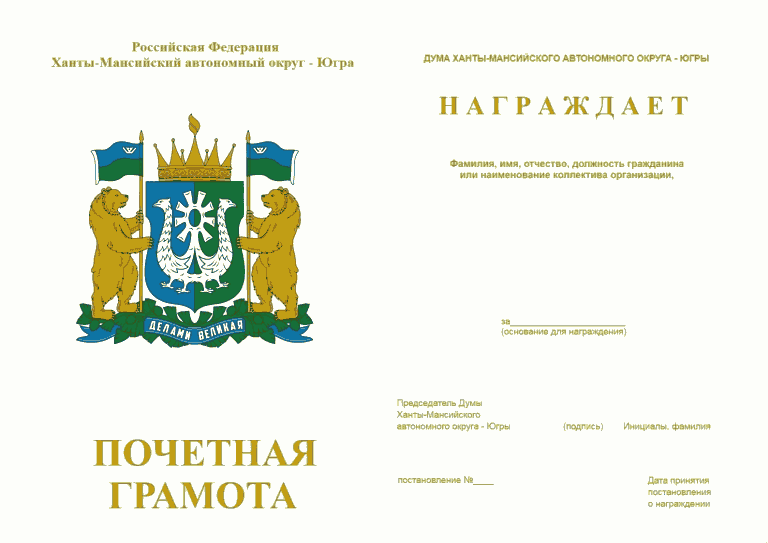 Российская Федерация
Ханты-Мансийский автономный округ - Югра
ДЕЛАМИ ВЕЛИКАЯ
ПОЧЕТНАЯ
ГРАМОТА
ДУМА ХАНТЫ-МАНСИЙСКОГО АВТОНОМНОГО ОКРУГА - ЮГРЫ
НАГРАЖДАЕТ
Фамилия, имя, отчество, должность гражданина
или наименование коллектива организации,
за_______________________
(основание для награждения)
Председатель Думы
Ханты-Мансийского
автономного округа - Югры (подпись) Инициалы, фамилия
постановление №____ Дата принятия
постановления
о награждении